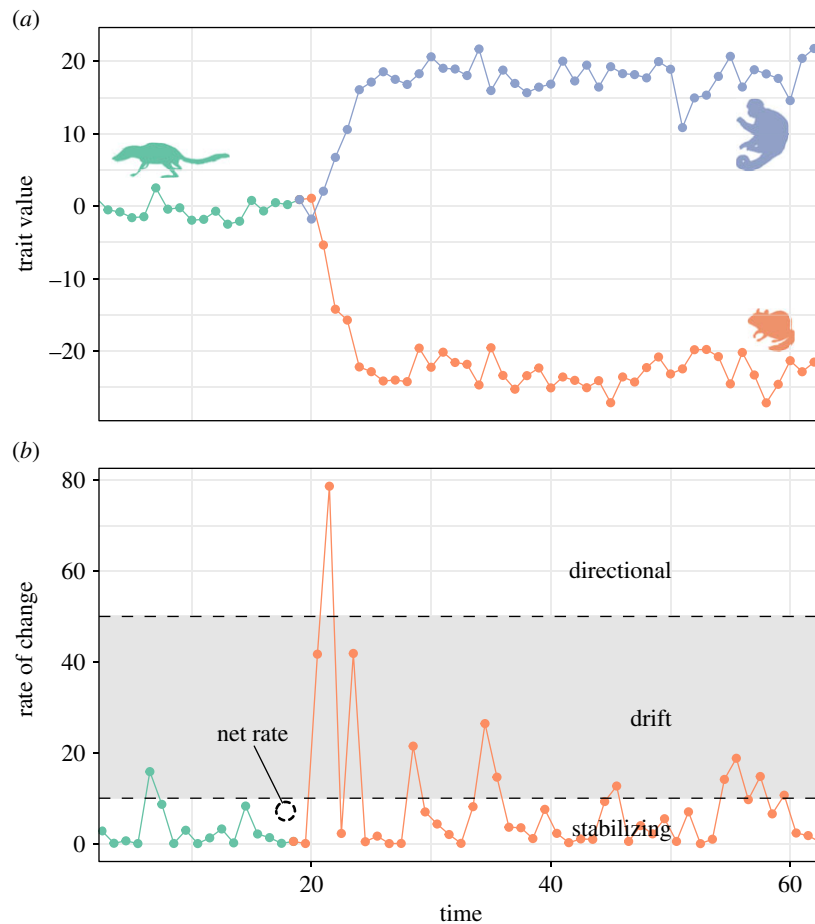 (a)
20
10
0
−10
−20
trait value
(b)
80
60
40
20
0
rate of change
directional
drift
net rate
stabilizing
20
40
60
time